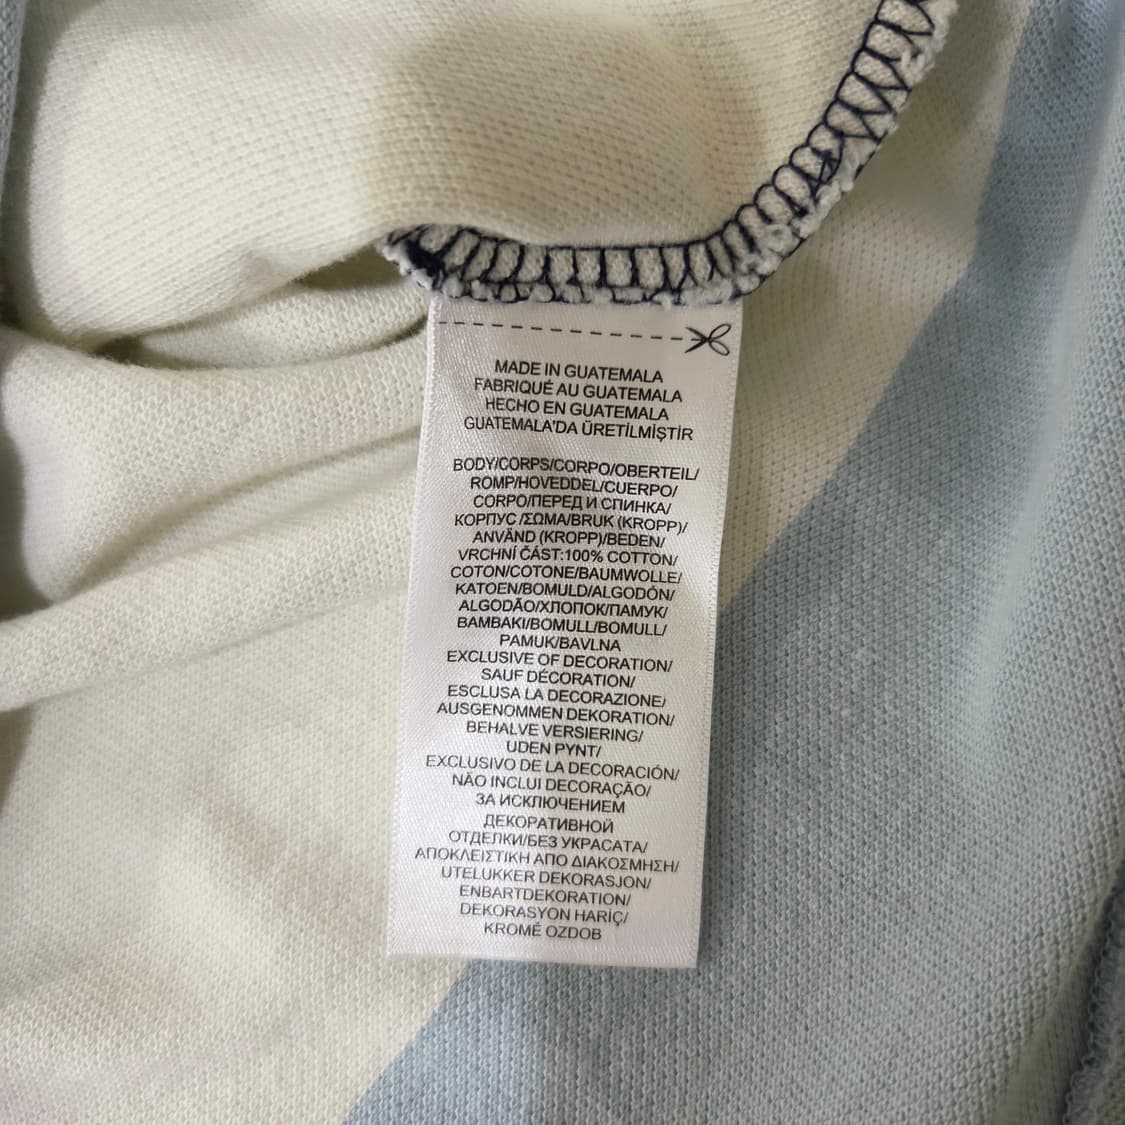 MADE IN GUATEMALA
FABRIQUÉ AU GUATEMALA
HECHO EN GUATEMALA
GUATEMALA'DA ÜRETİLMİŞTİR
BODY/CORPS/CORPO/OBERTEIL/
ROMP/HOVEDDEL/CUERPO/
CORPO/ПЕРЕД И СПИНКА/
КОРПУС /ΣΩΜΑ/BRUK (KROPP)/
ANVÄND (KROPP)/BEDEN/
VRCHNÍ ČÁST:100% COTTON/
COTON/COTONE/BAUMWOLLE/
KATOEN/BOMULD/ALGODÓN/
ALGODÃO/ХЛОПОК/ПАМУК/
BAMBAKI/BOMULL/BOMULL/
PAMUK/BAVLNA
EXCLUSIVE OF DECORATION/
SAUF DÉCORATION/
ESCLUSA LA DECORAZIONE/
AUSGENOMMEN DEKORATION/
BEHALVE VERSIERING/
UDEN PYNT/
EXCLUSIVO DE LA DECORACIÓN/
NÃO INCLUI DECORAÇÃO/
ЗА ИСКЛЮЧЕНИЕМ
ДЕКОРАТИВНОЙ
ОТДЕЛКИ/БЕЗ УКРАСАТА/
ΑΠΟΚΛΕΙΣΤΙΚΗ ΑΠΟ ΔΙΑΚΟΣΜΗΣΗ/
UTELUKKER DEKORASJON/
ENBARTDEKORATION/
DEKORASYON HARİÇ/
KROMĚ OZDOB